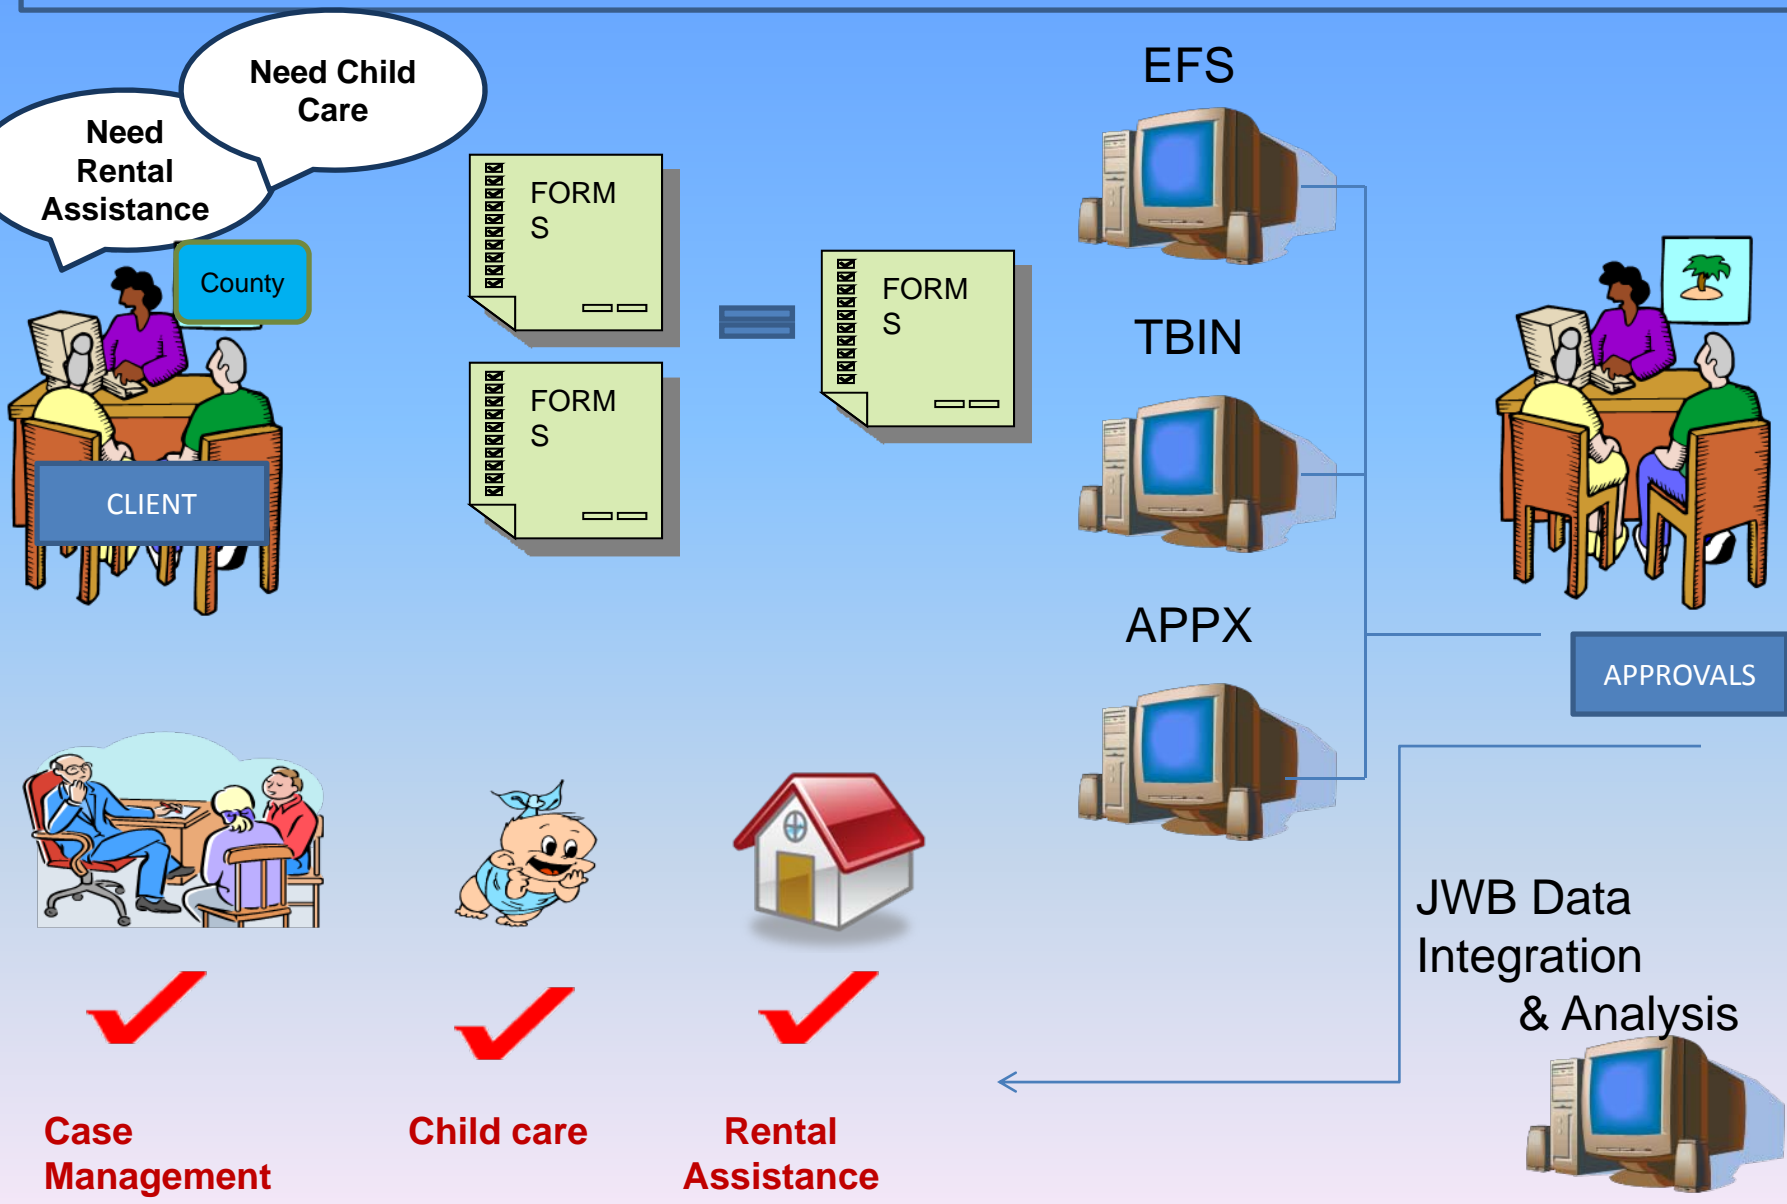 Need Child
Care
Need
Rental
Assistance
County
CLIENT
FORM
S
FORM
S
FORM
S
EFS
TBIN
APPX
APPROVALS
JWB Data
Integration
& Analysis
Case
Management
Child care
Rental
Assistance